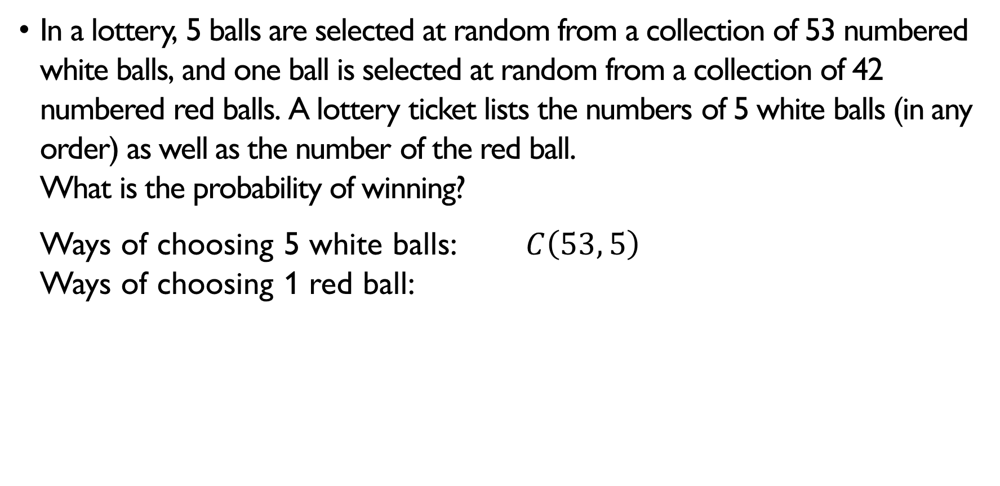 • In a lottery, 5 balls are selected at random from a collection of 53 numbered
white balls, and one ball is selected at random from a collection of 42
numbered red balls. A lottery ticket lists the numbers of 5 white balls (in any
order) as well as the number of the red ball.
What is the probability of winning?
Ways of choosing 5 white balls: C(53, 5)
Ways of choosing 1 red ball: